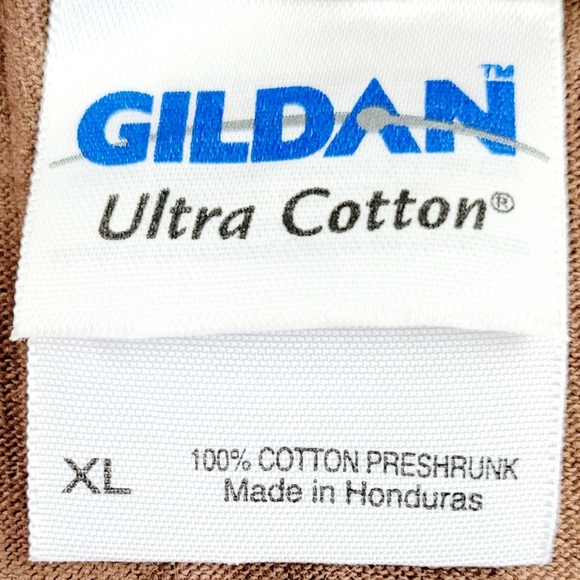 GILDAN™
Ultra Cotton®
XL
100% COTTON PRESHRUNK
Made in Honduras